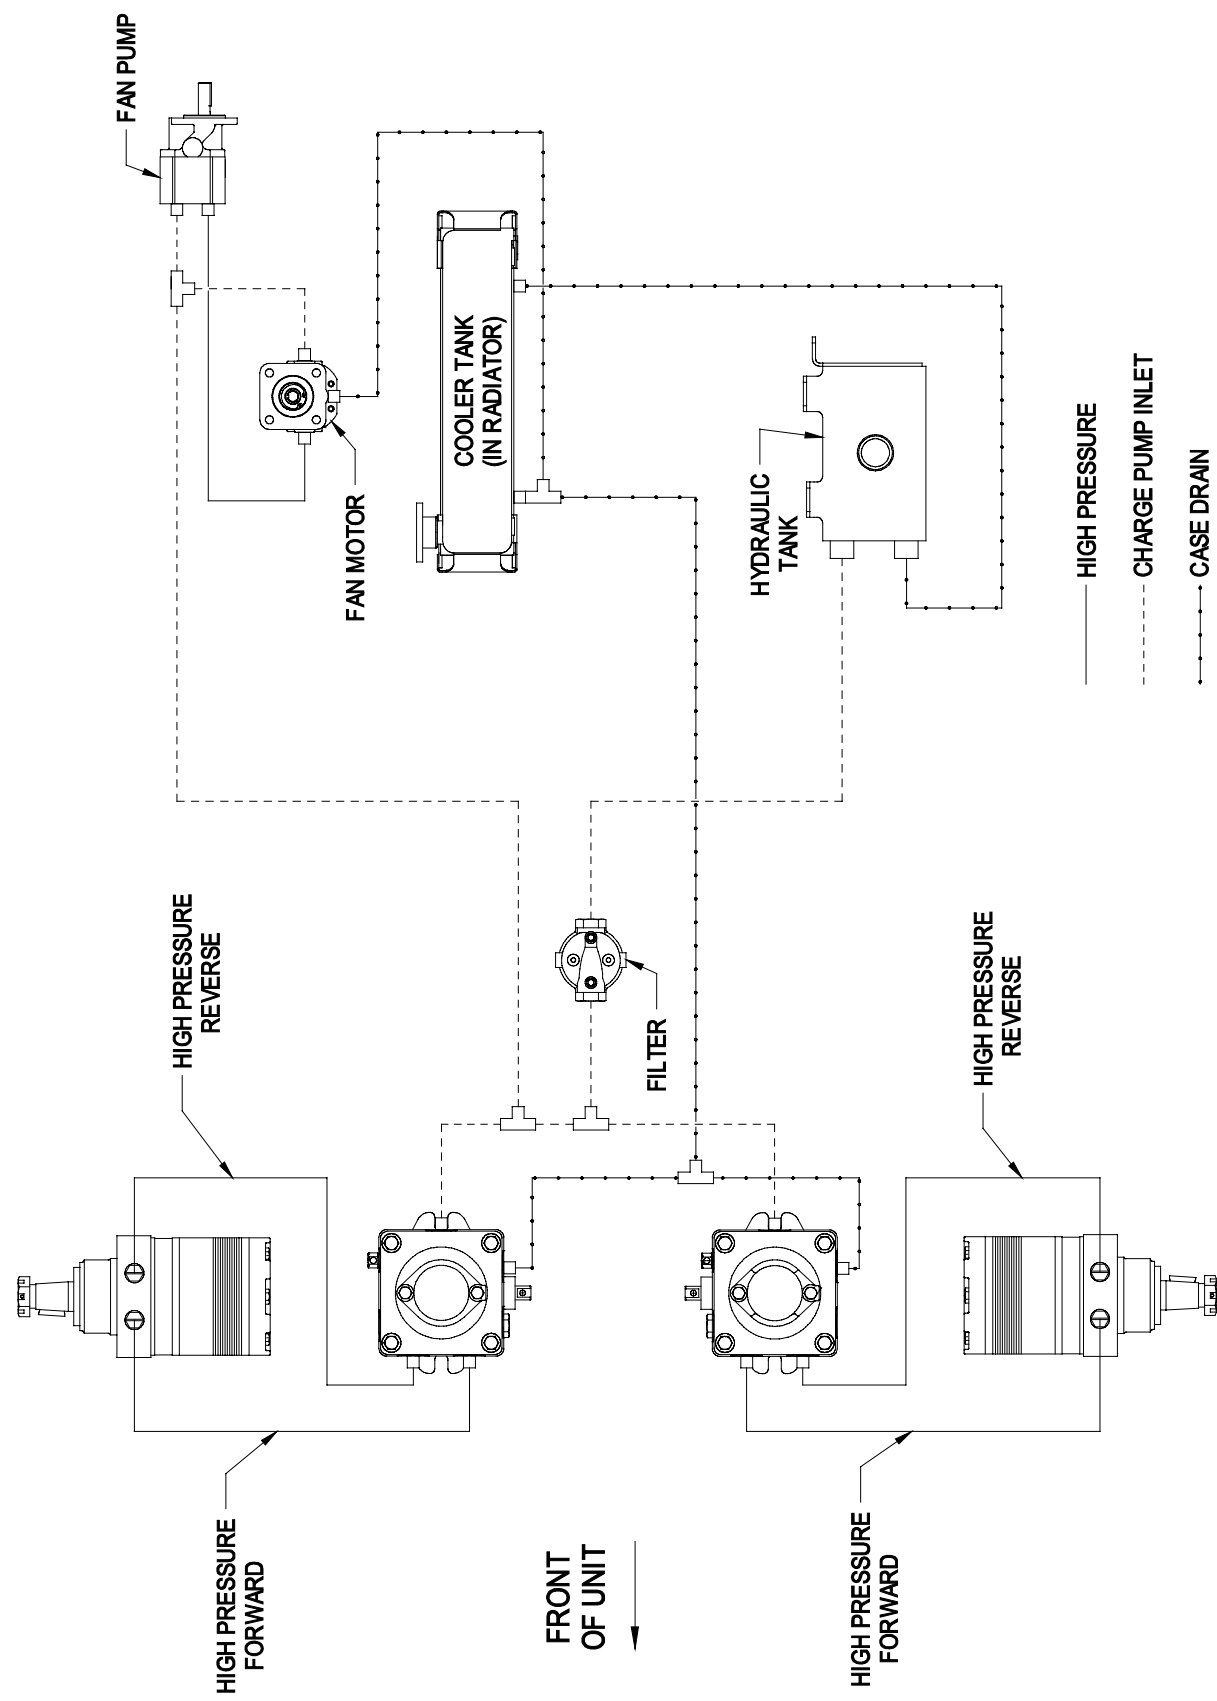 FAN PUMP
FAN MOTOR
COOLER TANK
(IN RADIATOR)
HYDRAULIC
TANK
HIGH PRESSURE
CHARGE PUMP INLET
CASE DRAIN
HIGH PRESSURE
REVERSE
FILTER
HIGH PRESSURE
REVERSE
HIGH PRESSURE
FORWARD
FRONT
OF UNIT
HIGH PRESSURE
FORWARD